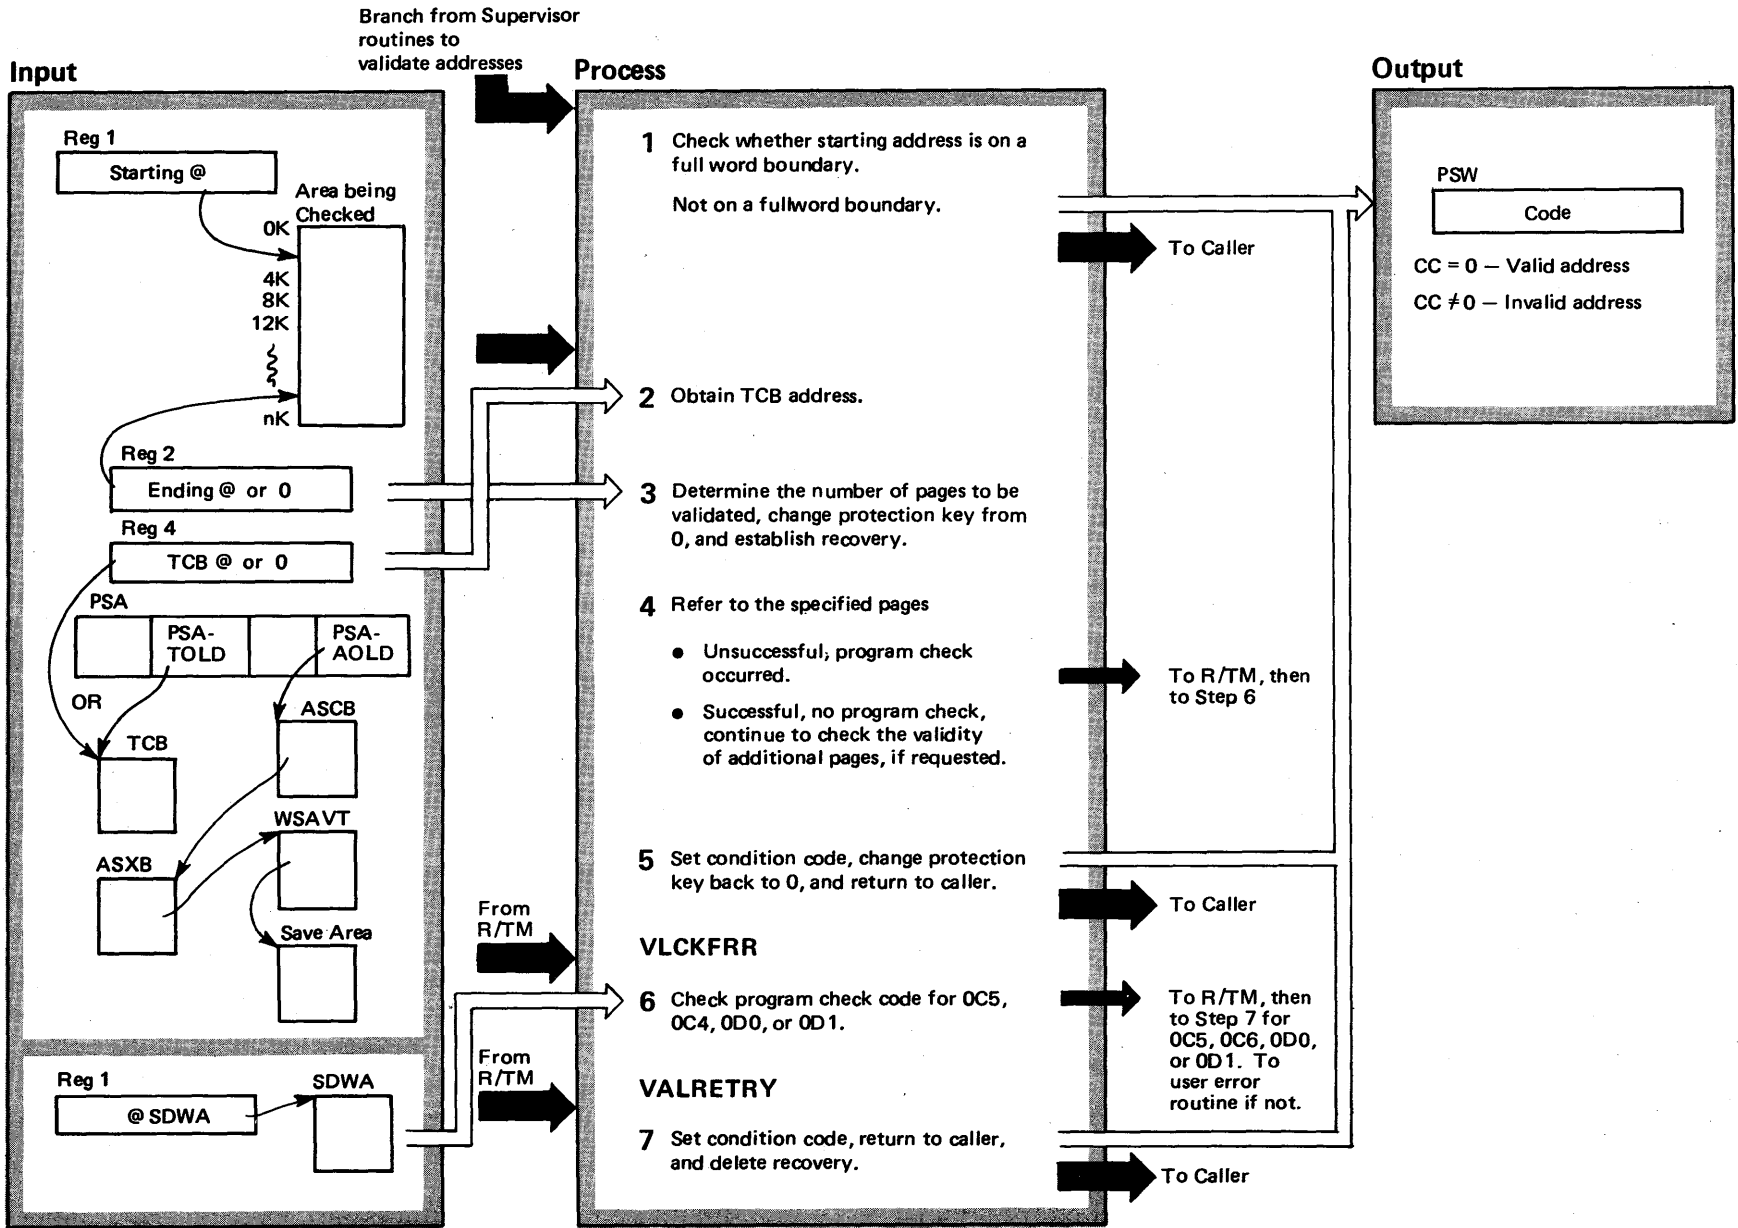 Branch from Supervisor
routines to
validate addresses
Input
Process
Output
Reg 1
Starting @
Area being
Checked
0K
4K
8K
12K
nK
Reg 2
Ending @ or 0
Reg 4
TCB @ or 0
PSA
PSA-
TOLD
PSA-
AOLD
OR
ASCB
TCB
WSAVT
ASXB
Save Area
Reg 1
@ SDWA
SDWA
1 Check whether starting address is on a
full word boundary.
Not on a fullword boundary.
To Caller
2 Obtain TCB address.
3 Determine the number of pages to be
validated, change protection key from
0, and establish recovery.
4 Refer to the specified pages
● Unsuccessful, program check
occurred.
To R/TM, then
to Step 6
● Successful, no program check,
continue to check the validity
of additional pages, if requested.
5 Set condition code, change protection
key back to 0, and return to caller.
To Caller
From
R/TM
VLCKFRR
6 Check program check code for 0C5,
0C4, 0D0, or 0D1.
To R/TM, then
to Step 7 for
0C5, 0C6, 0D0,
or 0D1. To
user error
routine if not.
From
R/TM
VALRETRY
7 Set condition code, return to caller,
and delete recovery.
To Caller
PSW
Code
CC = 0 — Valid address
CC ≠ 0 — Invalid address